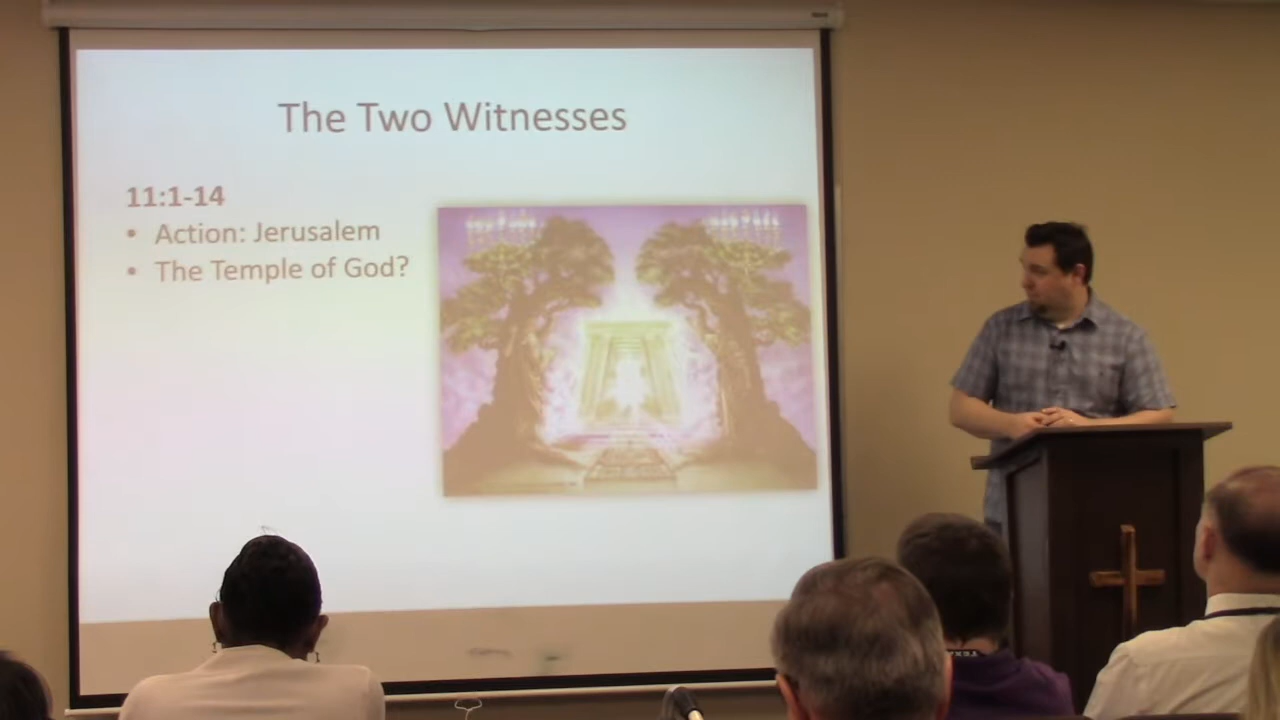 The Two Witnesses
11:1-14
• Action: Jerusalem
• The Temple of God?